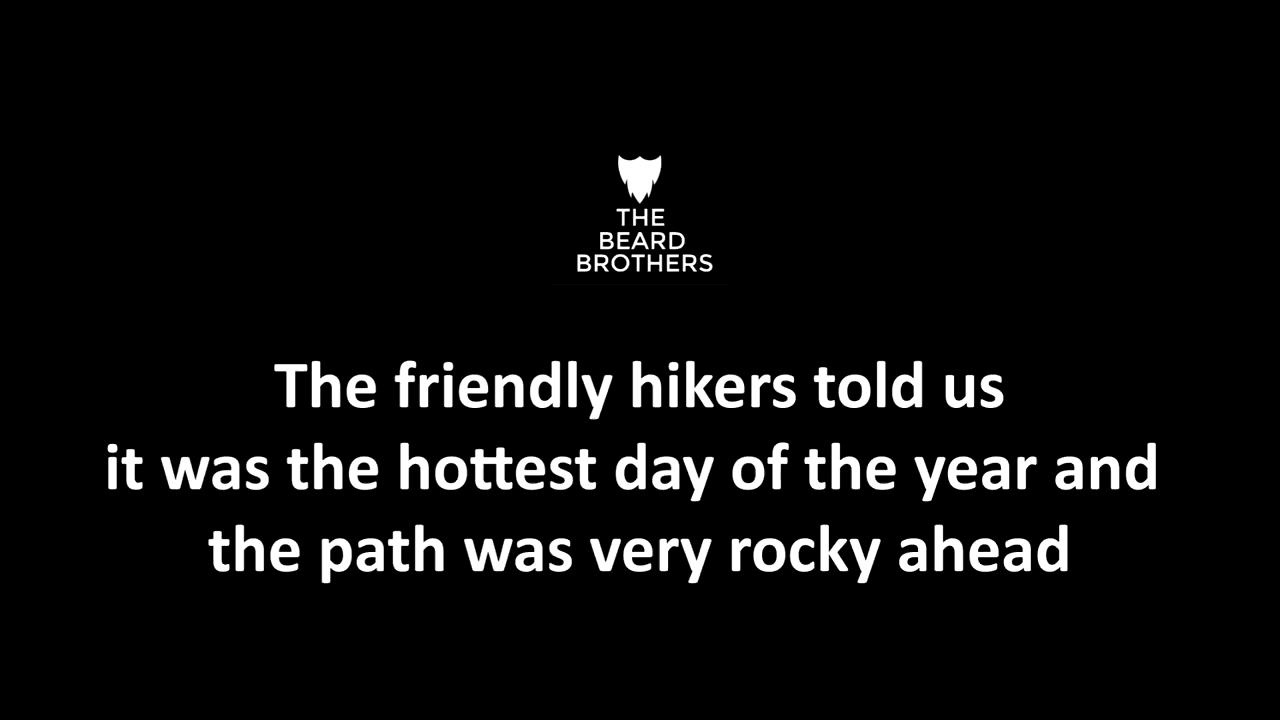 THE
BEARD
BROTHERS
The friendly hikers told us
it was the hottest day of the year and
the path was very rocky ahead